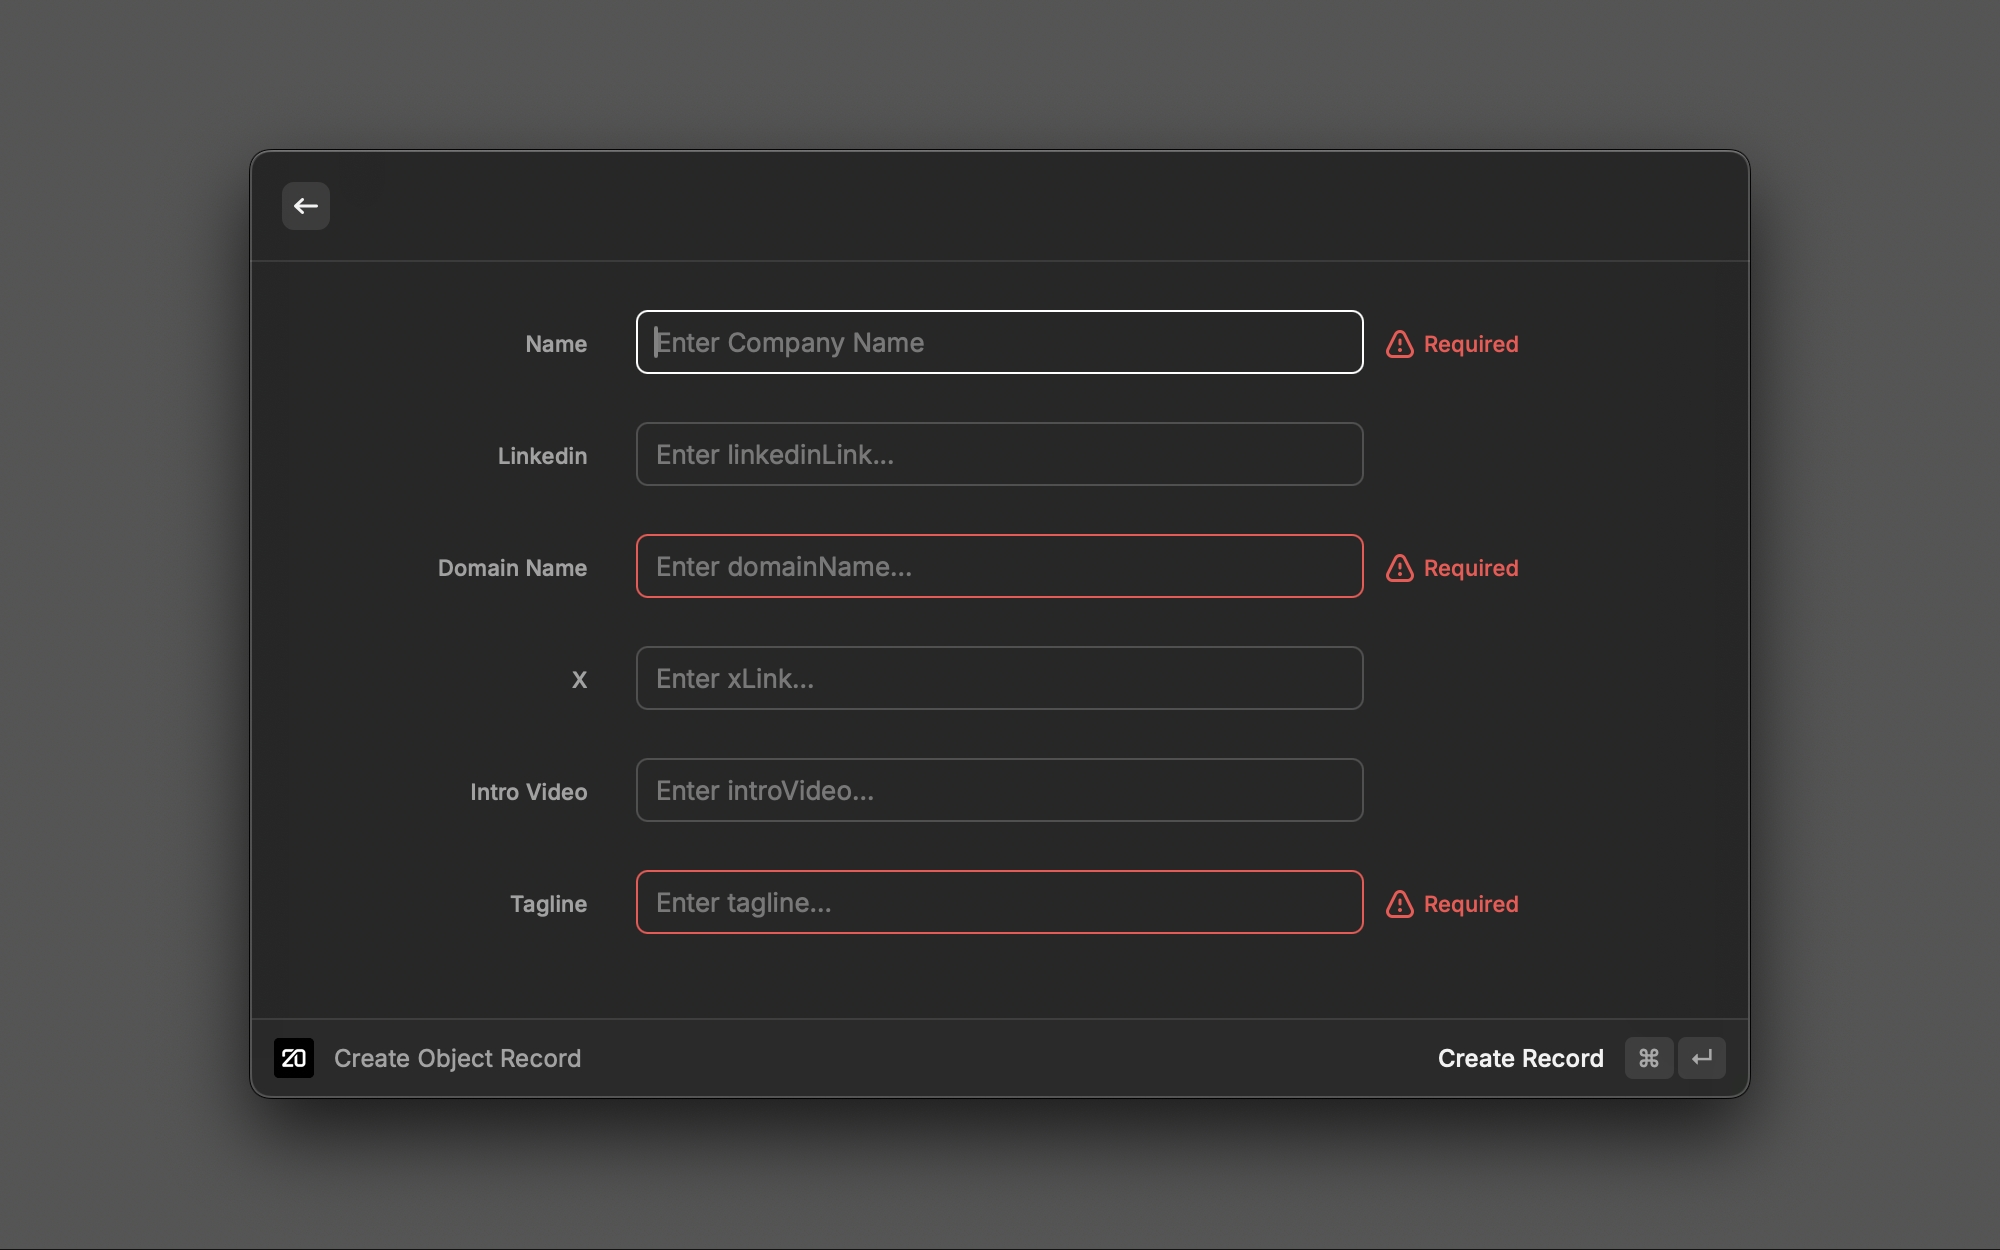 Name
Enter Company Name
Required
Linkedin
Enter linkedinLink...
Domain Name
Enter domainName...
Required
X
Enter xLink...
Intro Video
Enter introVideo...
Tagline
Enter tagline...
Required
20 Create Object Record
Create Record ⌘ ↵